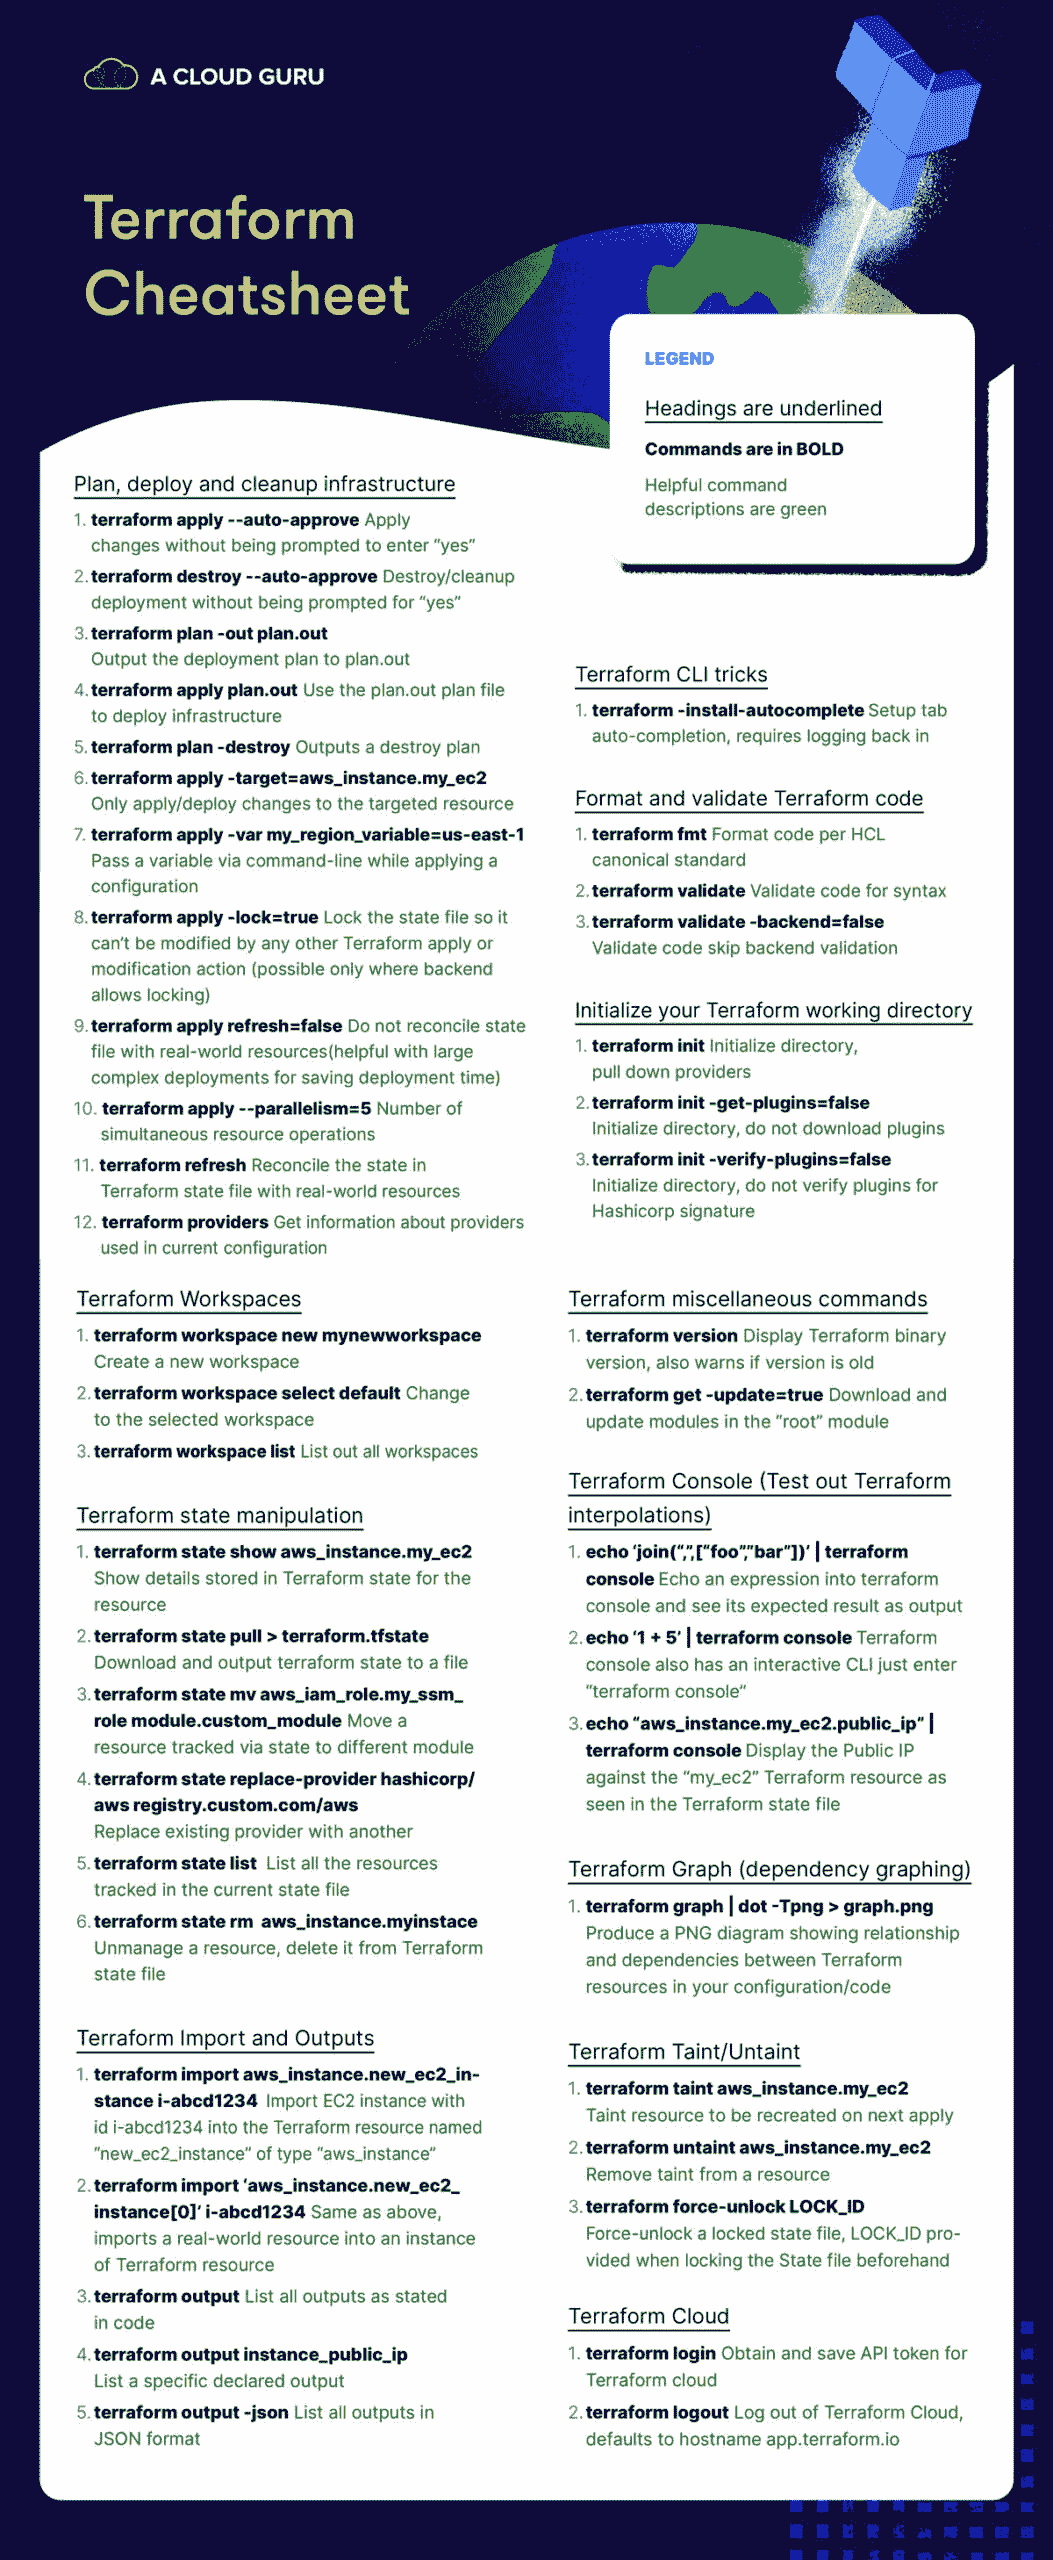 A CLOUD GURU
Terraform
Cheatsheet
LEGEND
Headings are underlined
Commands are in BOLD
Helpful command
descriptions are green
Plan, deploy and cleanup infrastructure
1. terraform apply --auto-approve Apply
changes without being prompted to enter “yes”
2. terraform destroy --auto-approve Destroy/cleanup
deployment without being prompted for “yes”
3. terraform plan -out plan.out
Output the deployment plan to plan.out
4. terraform apply plan.out Use the plan.out plan file
to deploy infrastructure
5. terraform plan -destroy Outputs a destroy plan
6. terraform apply -target=aws_instance.my_ec2
Only apply/deploy changes to the targeted resource
7. terraform apply -var my_region_variable=us-east-1
Pass a variable via command-line while applying a
configuration
8. terraform apply -lock=true Lock the state file so it
can’t be modified by any other Terraform apply or
modification action (possible only where backend
allows locking)
9. terraform apply refresh=false Do not reconcile state
file with real-world resources(helpful with large
complex deployments for saving deployment time)
10. terraform apply --parallelism=5 Number of
simultaneous resource operations
11. terraform refresh Reconcile the state in
Terraform state file with real-world resources
12. terraform providers Get information about providers
used in current configuration
Terraform CLI tricks
1. terraform -install-autocomplete Setup tab
auto-completion, requires logging back in
Format and validate Terraform code
1. terraform fmt Format code per HCL
canonical standard
2. terraform validate Validate code for syntax
3. terraform validate -backend=false
Validate code skip backend validation
Initialize your Terraform working directory
1. terraform init Initialize directory,
pull down providers
2. terraform init -get-plugins=false
Initialize directory, do not download plugins
3. terraform init -verify-plugins=false
Initialize directory, do not verify plugins for
Hashicorp signature
Terraform Workspaces
1. terraform workspace new mynewworkspace
Create a new workspace
2. terraform workspace select default Change
to the selected workspace
3. terraform workspace list List out all workspaces
Terraform state manipulation
1. terraform state show aws_instance.my_ec2
Show details stored in Terraform state for the
resource
2. terraform state pull > terraform.tfstate
Download and output terraform state to a file
3. terraform state mv aws_iam_role.my_ssm_
role module.custom_module Move a
resource tracked via state to different module
4. terraform state replace-provider hashicorp/
aws registry.custom.com/aws
Replace existing provider with another
5. terraform state list List all the resources
tracked in the current state file
6. terraform state rm aws_instance.myinstace
Unmanage a resource, delete it from Terraform
state file
Terraform Import and Outputs
1. terraform import aws_instance.new_ec2_in-
stance i-abcd1234 Import EC2 instance with
id i-abcd1234 into the Terraform resource named
“new_ec2_instance” of type “aws_instance”
2. terraform import ‘aws_instance.new_ec2_
instance[0]’ i-abcd1234 Same as above,
imports a real-world resource into an instance
of Terraform resource
3. terraform output List all outputs as stated
in code
4. terraform output instance_public_ip
List a specific declared output
5. terraform output -json List all outputs in
JSON format
Terraform miscellaneous commands
1. terraform version Display Terraform binary
version, also warns if version is old
2. terraform get -update=true Download and
update modules in the “root” module
Terraform Console (Test out Terraform
interpolations)
1. echo ‘join(“,”,[“foo”,”bar”])’ | terraform
console Echo an expression into terraform
console and see its expected result as output
2. echo ‘1 + 5’ | terraform console Terraform
console also has an interactive CLI just enter
“terraform console”
3. echo “aws_instance.my_ec2.public_ip” |
terraform console Display the Public IP
against the “my_ec2” Terraform resource as
seen in the Terraform state file
Terraform Graph (dependency graphing)
1. terraform graph | dot -Tpng > graph.png
Produce a PNG diagram showing relationship
and dependencies between Terraform
resources in your configuration/code
Terraform Taint/Untaint
1. terraform taint aws_instance.my_ec2
Taint resource to be recreated on next apply
2. terraform untaint aws_instance.my_ec2
Remove taint from a resource
3. terraform force-unlock LOCK_ID
Force-unlock a locked state file, LOCK_ID pro-
vided when locking the State file beforehand
Terraform Cloud
1. terraform login Obtain and save API token for
Terraform cloud
2. terraform logout Log out of Terraform Cloud,
defaults to hostname app.terraform.io